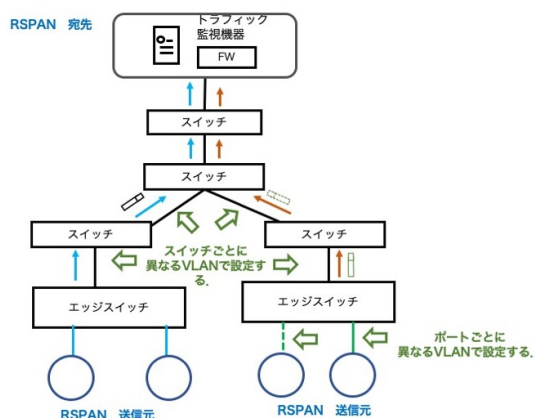 RSPAN 宛先
トラフィック
監視機器
FW
スイッチ
スイッチ
スイッチ
スイッチ
スイッチごとに
異なるVLANで設定す
る.
エッジスイッチ
エッジスイッチ
ポートごとに
異なるVLANで設定する.
RSPAN 送信元
RSPAN 送信元